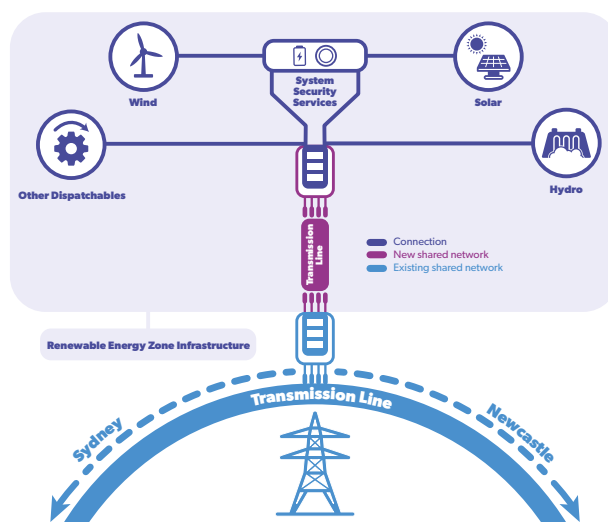 Wind
System
Security
Services
Solar
Other Dispatchables
Hydro
Transmission
Line
Connection
New shared network
Existing shared network
Renewable Energy Zone Infrastructure
Transmission Line
Sydney
Newcastle